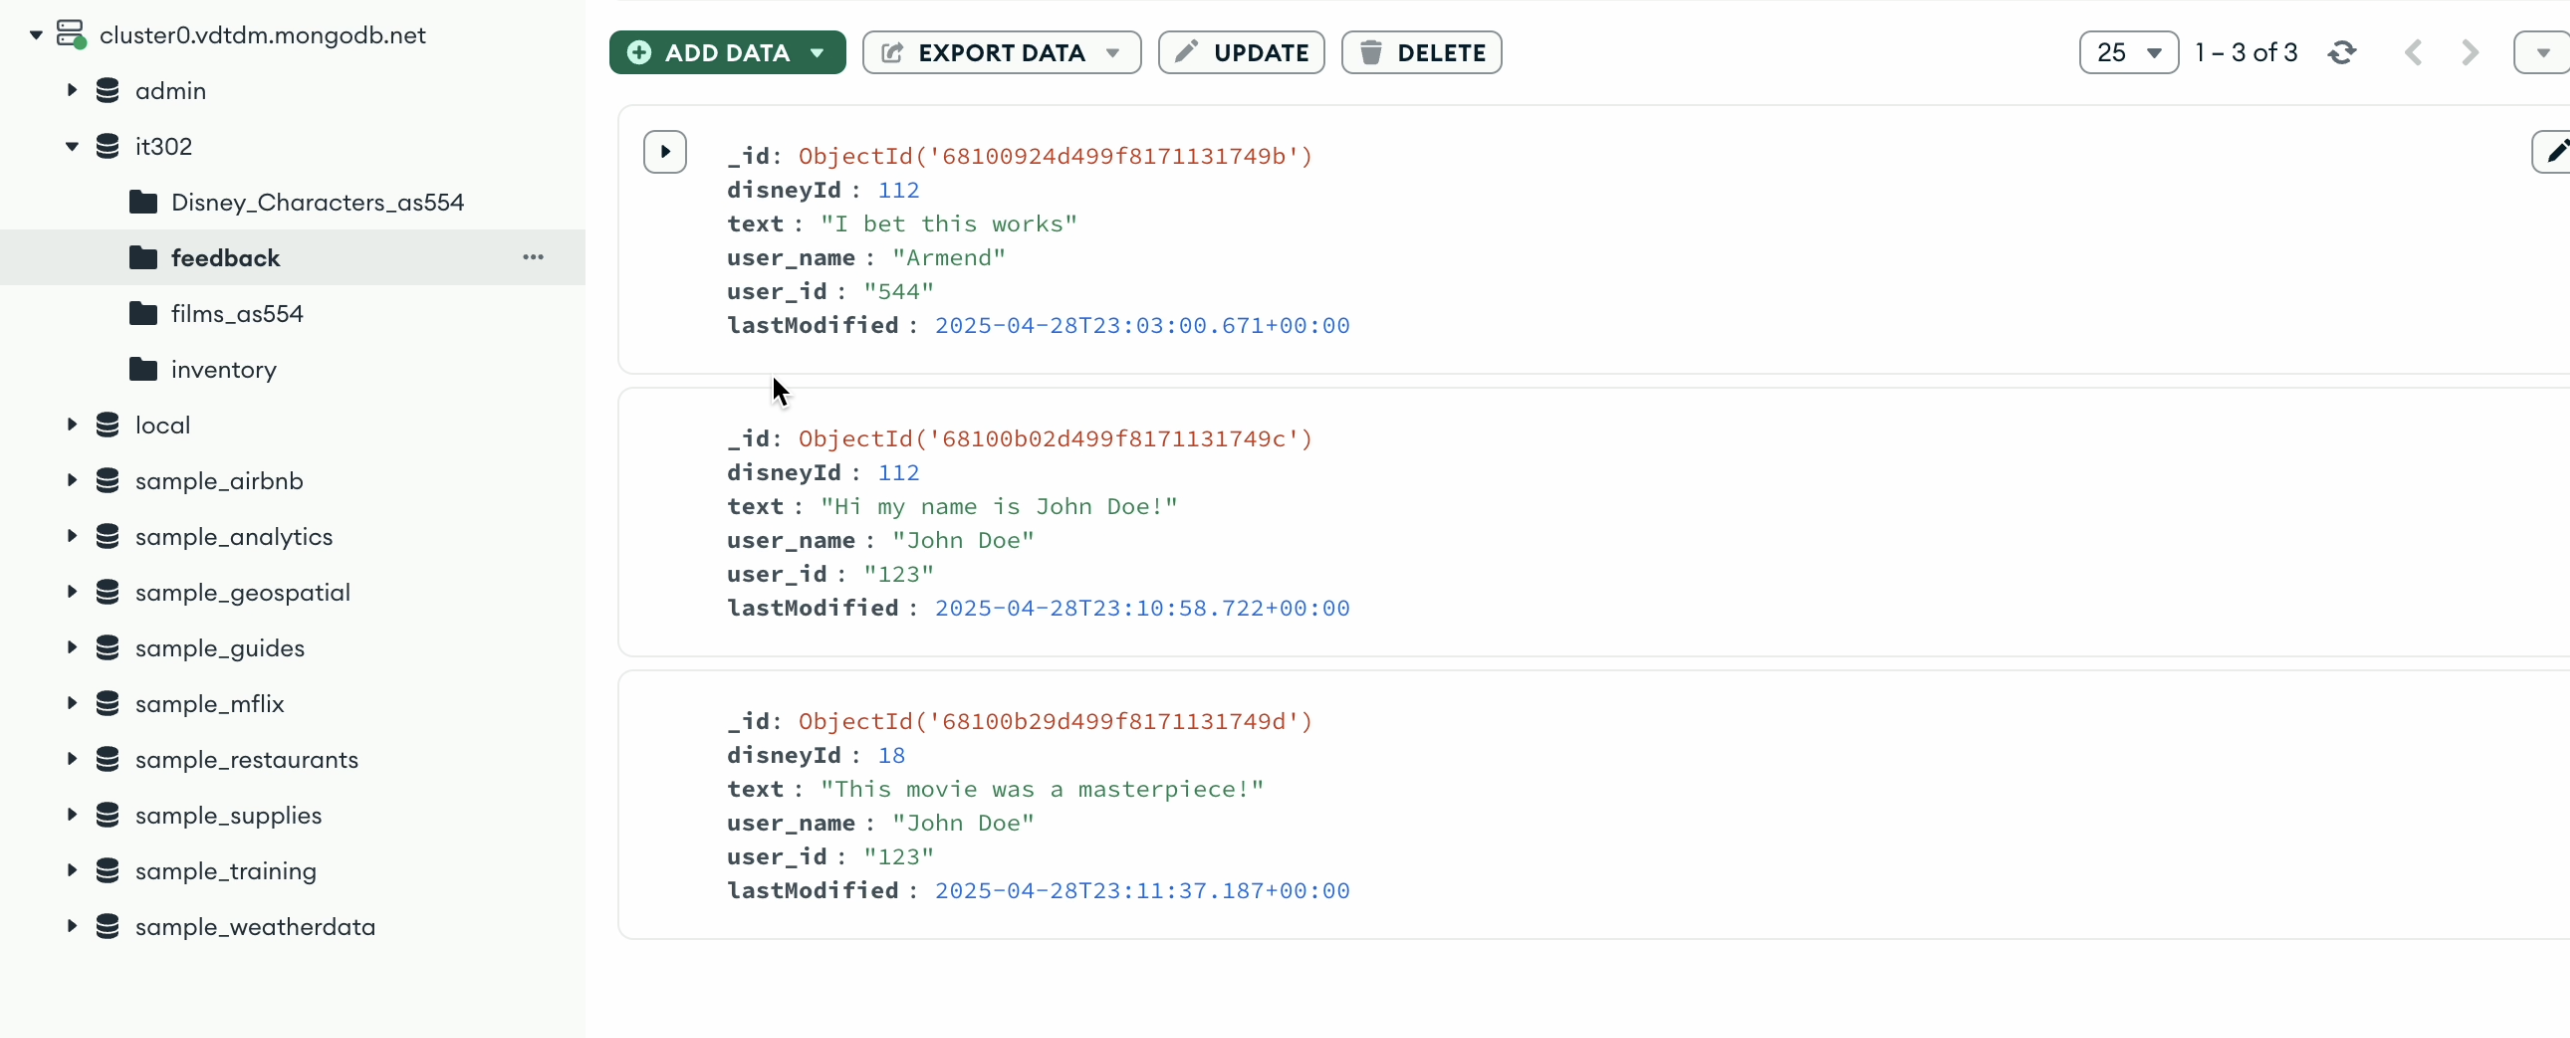 cluster0.vdtdm.mongodb.net
admin
it302
Disney_Characters_as554
feedback
films_as554
inventory
local
sample_airbnb
sample_analytics
sample_geospatial
sample_guides
sample_mflix
sample_restaurants
sample_supplies
sample_training
sample_weatherdata
ADD DATA EXPORT DATA UPDATE DELETE 25 1 – 3 of 3
_id: ObjectId('68100924d499f8171131749b')
disneyId : 112
text : "I bet this works"
user_name : "Armend"
user_id : "544"
lastModified : 2025-04-28T23:03:00.671+00:00
_id: ObjectId('68100b02d499f8171131749c')
disneyId : 112
text : "Hi my name is John Doe!"
user_name : "John Doe"
user_id : "123"
lastModified : 2025-04-28T23:10:58.722+00:00
_id: ObjectId('68100b29d499f8171131749d')
disneyId : 18
text : "This movie was a masterpiece!"
user_name : "John Doe"
user_id : "123"
lastModified : 2025-04-28T23:11:37.187+00:00